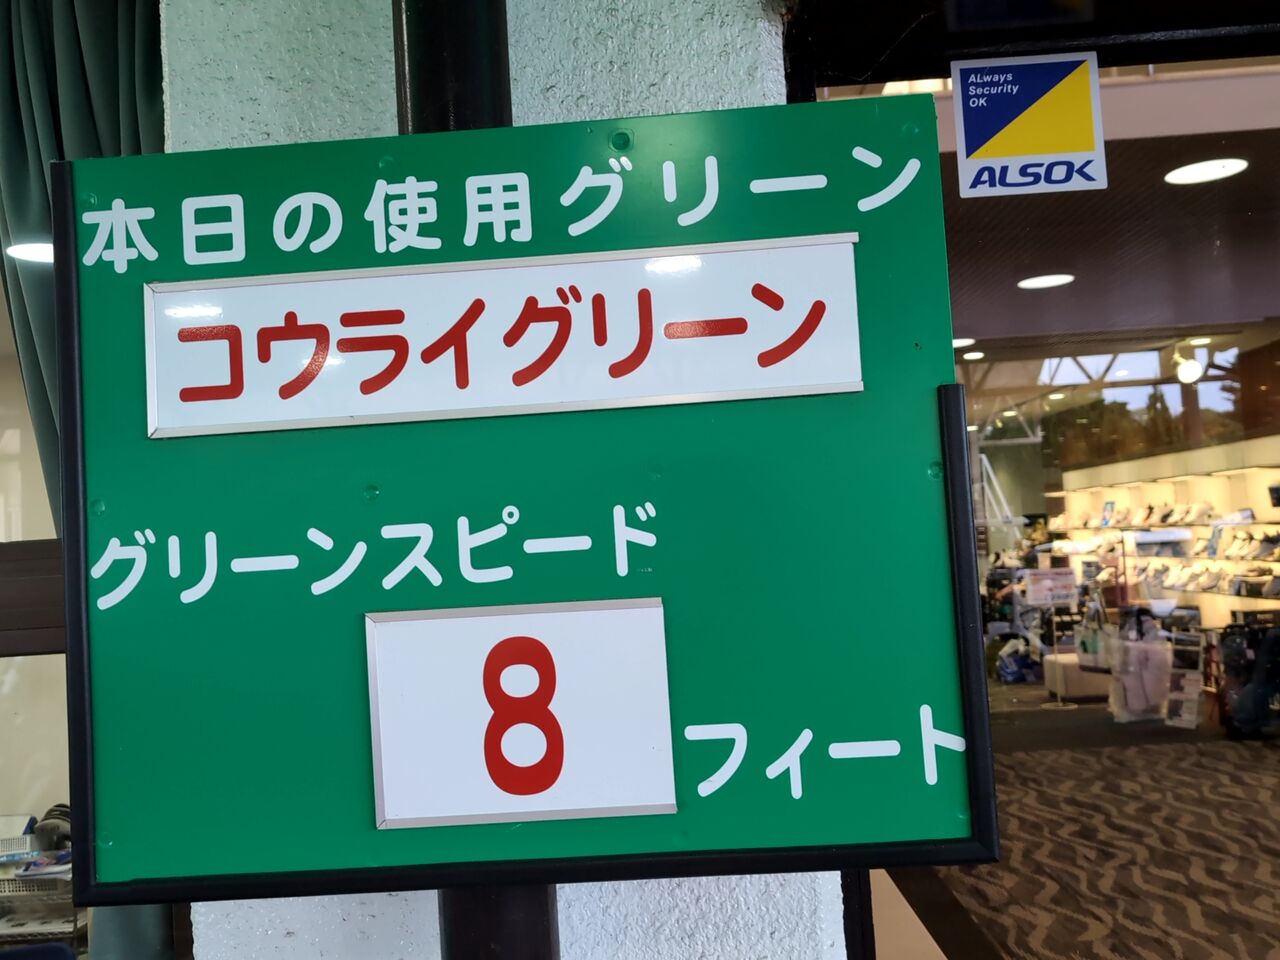 本日の使用グリーン
コウライグリーン
グリーンスピード
8 フィート
ALways
Security
OK
ALSOK